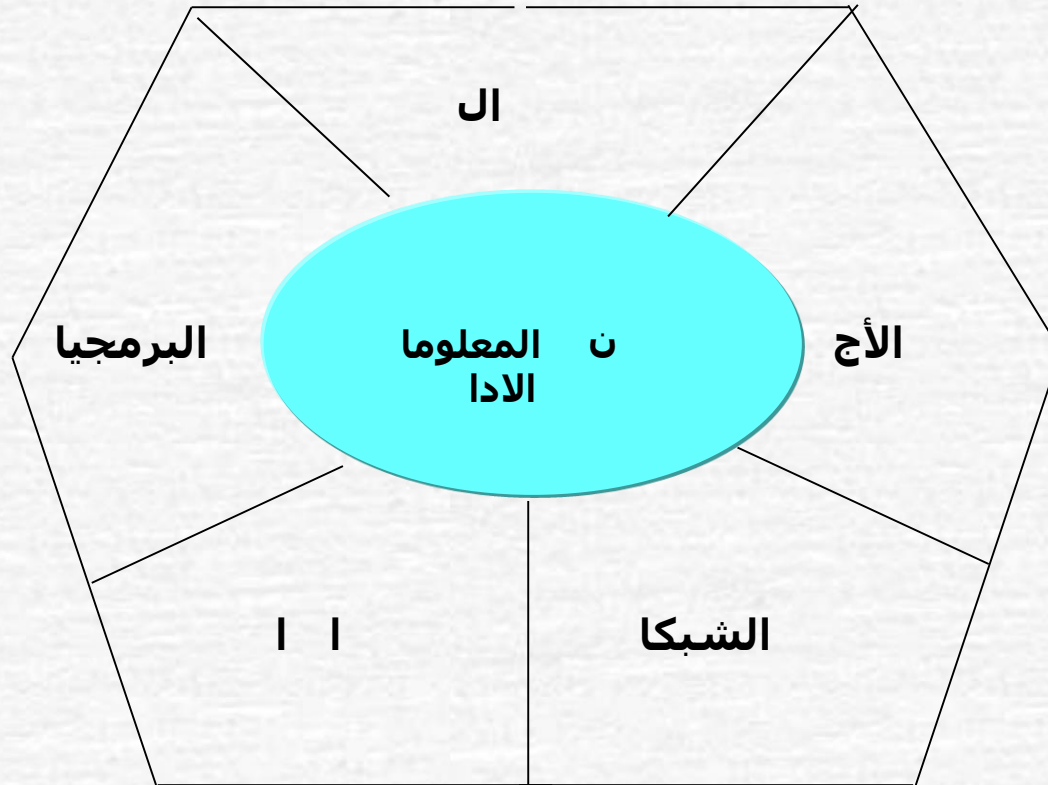 ال
الأج
ن المعلوما
الادا
البرمجيا
الشبكا
ا ا